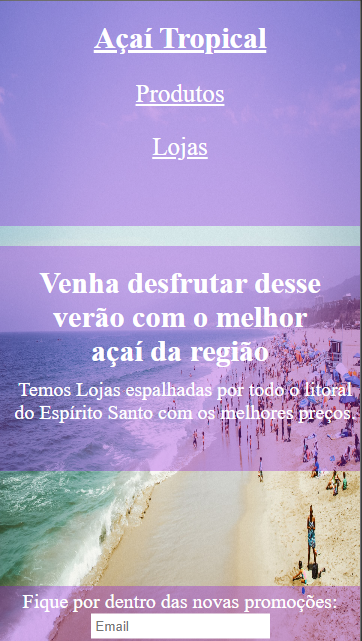 Açaí Tropical
Produtos
Lojas
Venha desfrutar desse
verão com o melhor
açaí da região
Temos Lojas espalhadas por todo o litoral
do Espírito Santo com os melhores preços.
Fique por dentro das novas promoções:
Email